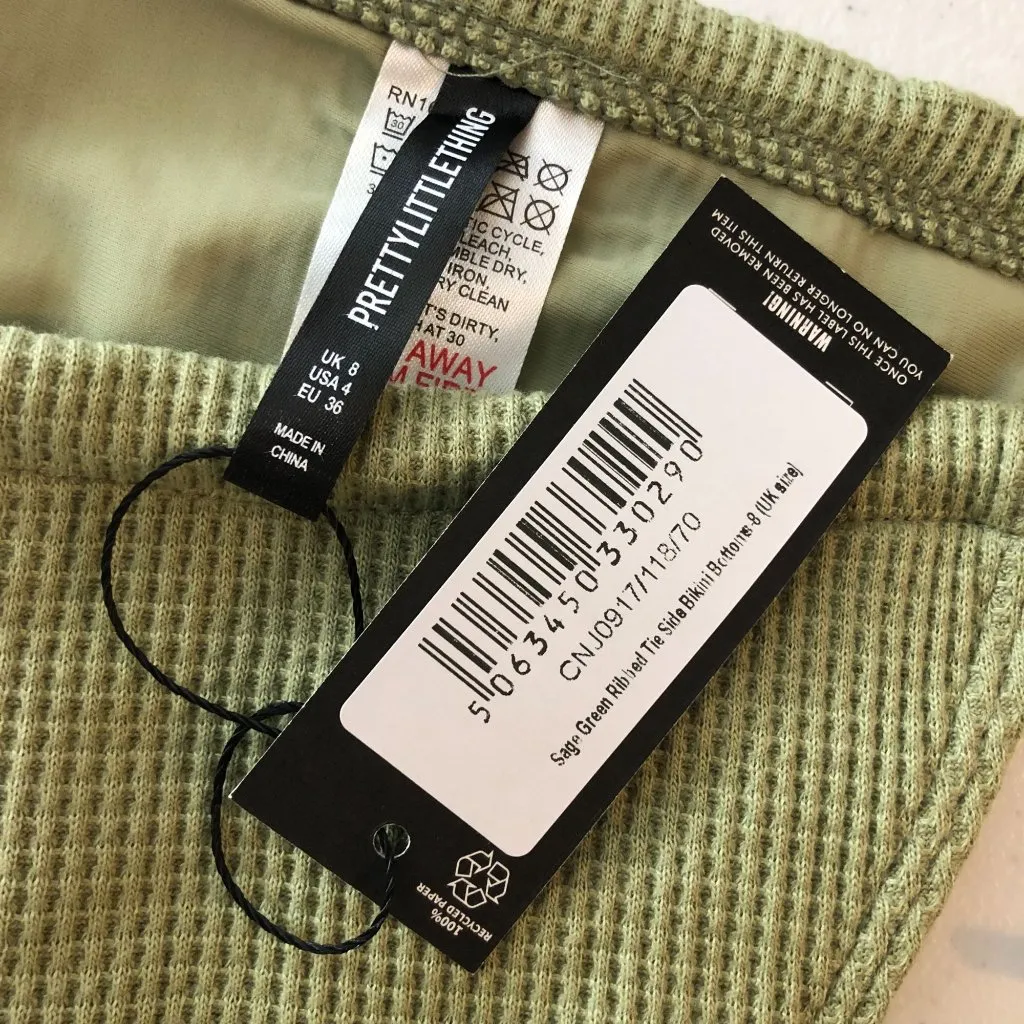 RN1
30
PRETTYLITTLETHING
UK 8
USA 4
EU 36
MADE IN
CHINA
CYCLE,
DRY,
IRON,
CLEAN
DIRTY,
AT 30
AWAY
WARNING!
ONCE THIS LABEL HAS BEEN REMOVED
YOU CAN NO LONGER RETURN THIS ITEM
5 063450 330290
CNJ0917/118/70
Sage Green Ribbed Tie Side Bikini Bottoms-8 (UK size)
100%
RECYCLED PAPER